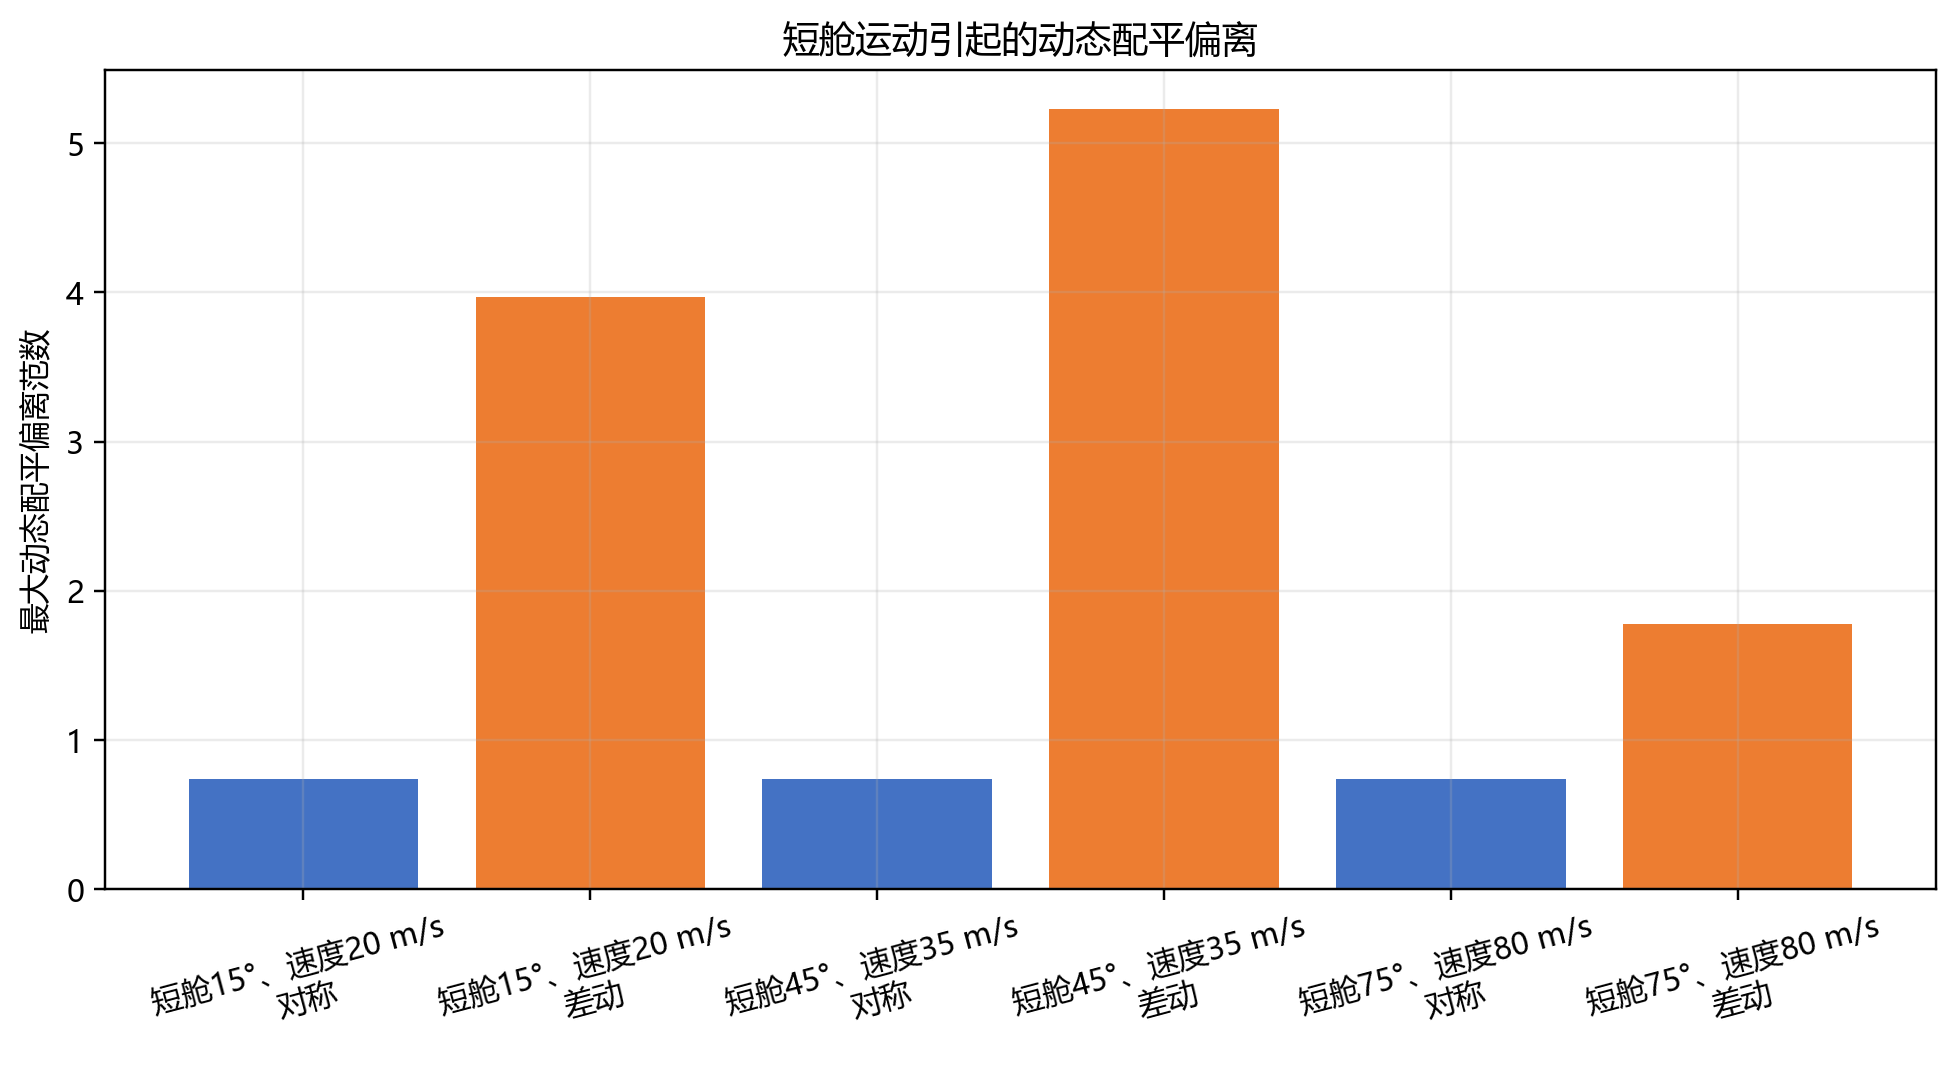 短舱运动引起的动态配平偏离
最大动态配平偏离范数
5
4
3
2
1
0
短舱15°、速度20 m/s
对称
短舱15°、速度20 m/s
差动
短舱45°、速度35 m/s
对称
短舱45°、速度35 m/s
差动
短舱75°、速度80 m/s
对称
短舱75°、速度80 m/s
差动